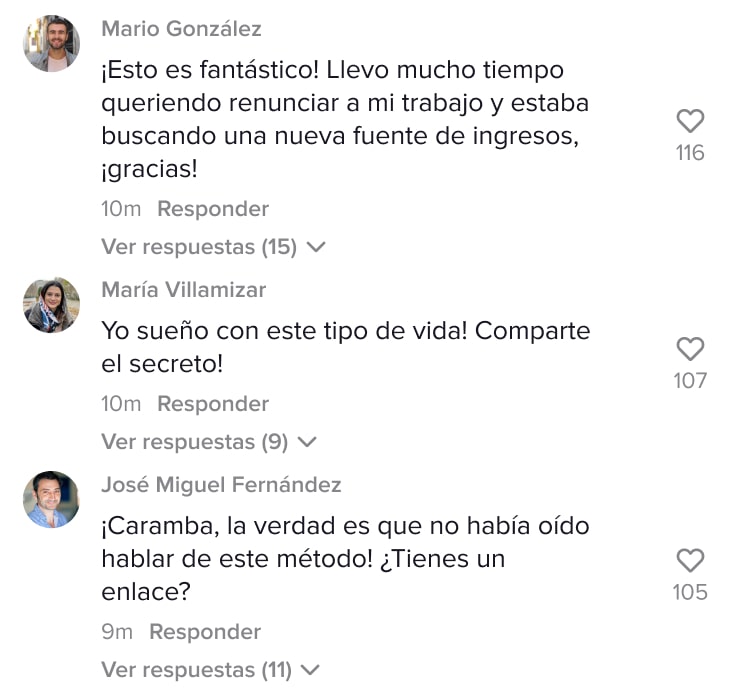 Mario González
¡Esto es fantástico! Llevo mucho tiempo
queriendo renunciar a mi trabajo y estaba
buscando una nueva fuente de ingresos,
¡gracias!
116
10m Responder
Ver respuestas (15)
María Villamizar
Yo sueño con este tipo de vida! Comparte
el secreto!
107
10m Responder
Ver respuestas (9)
José Miguel Fernández
¡Caramba, la verdad es que no había oído
hablar de este método! ¿Tienes un
enlace?
105
9m Responder
Ver respuestas (11)